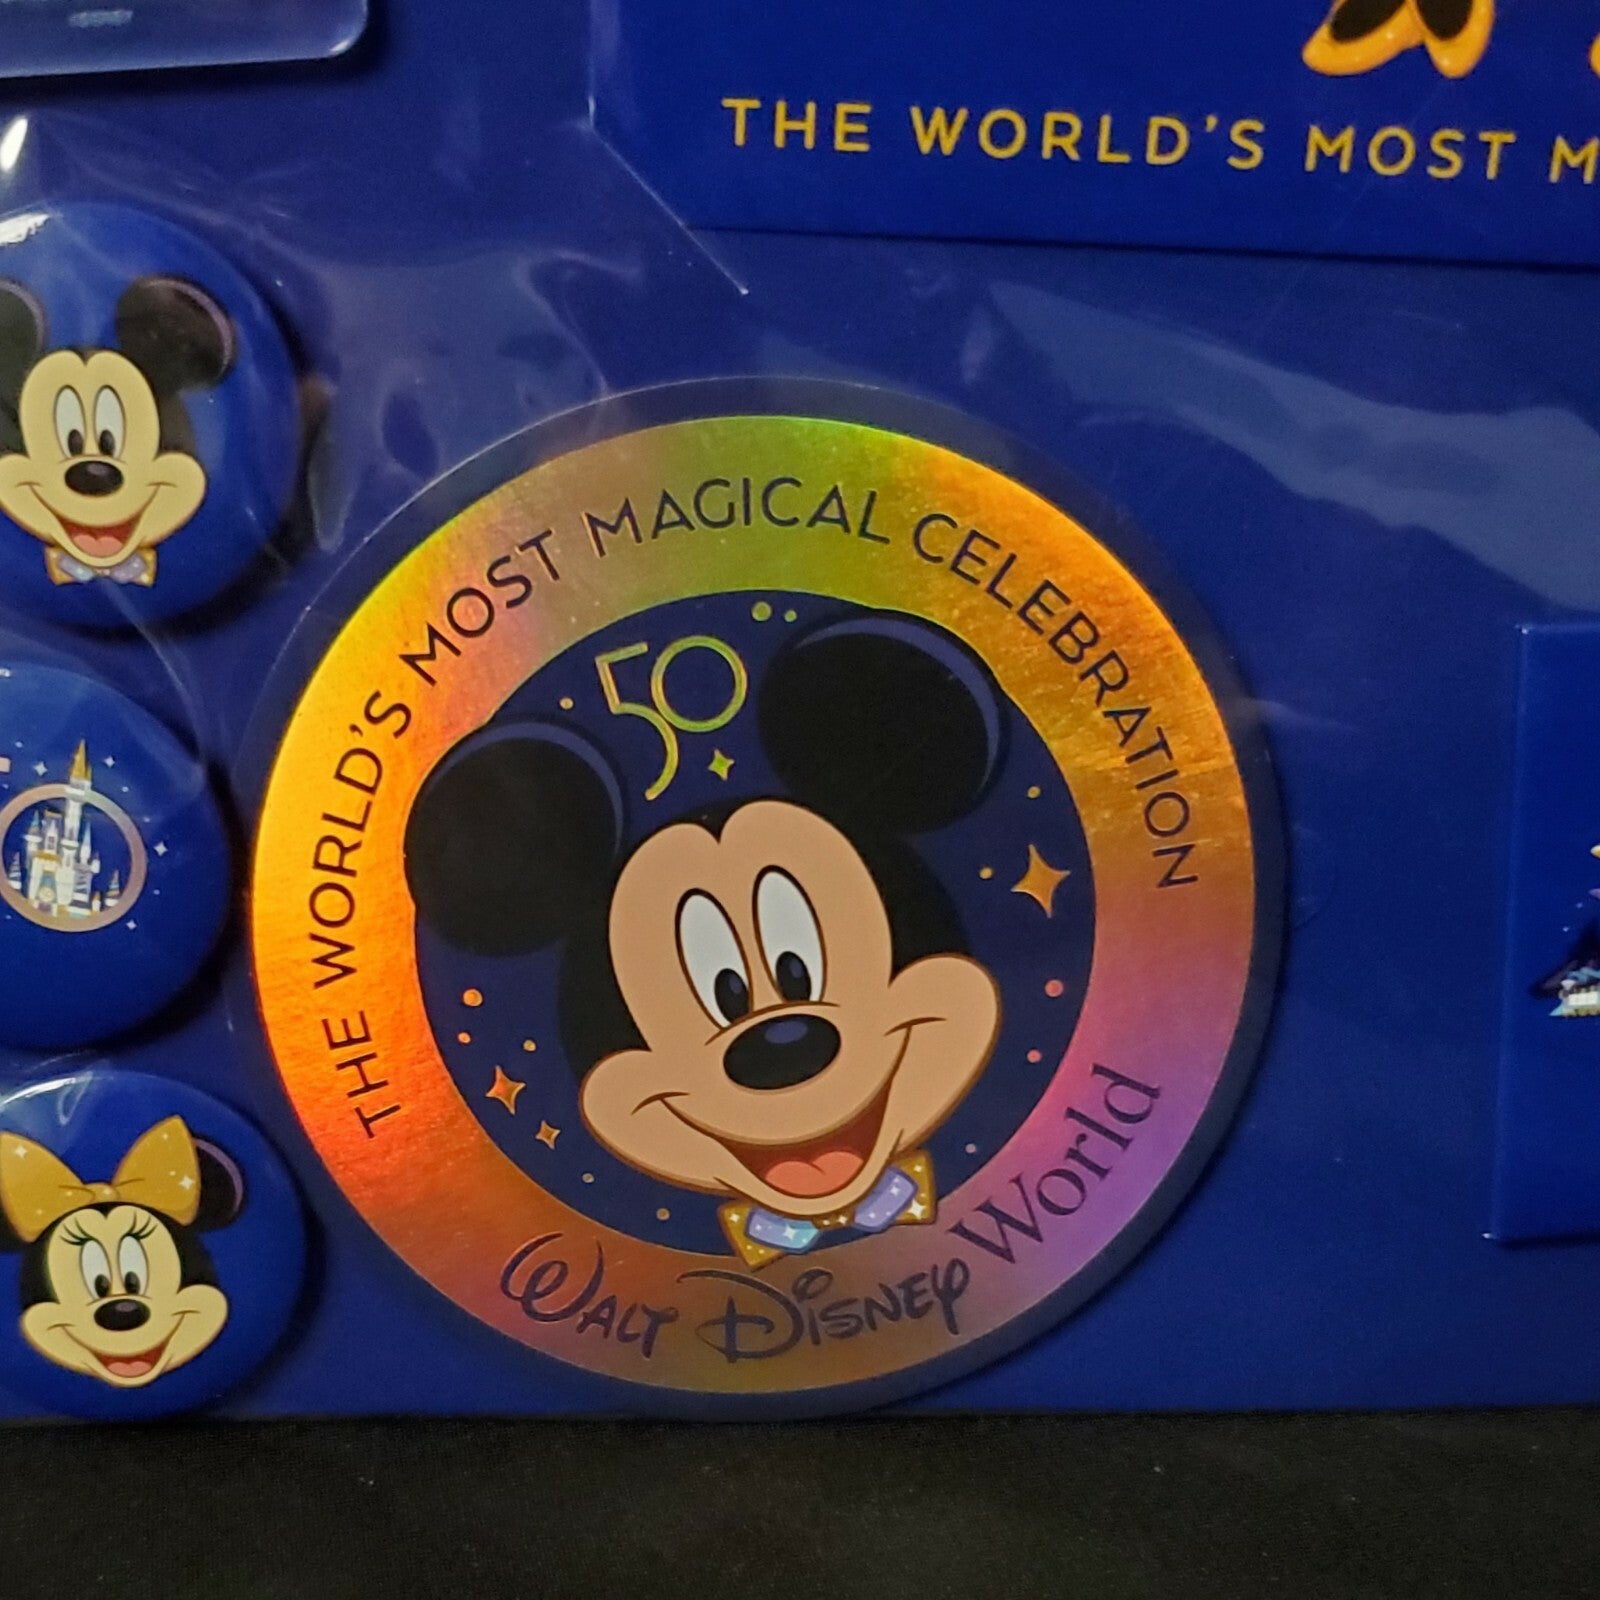 THE WORLD'S MOST
THE WORLD'S MOST MAGICAL CELEBRATION
50
WALT DISNEY World